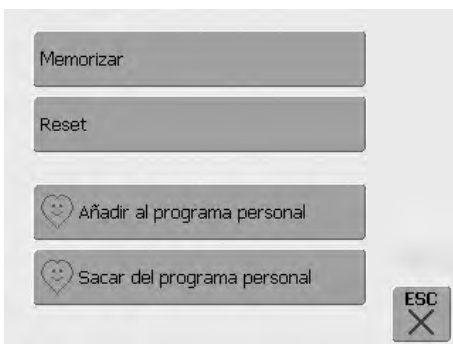 Memorizar
Reset
Añadir al programa personal
Sacar del programa personal
ESC